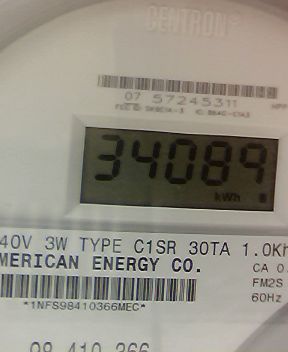 CENTRON®
07 57245311
34089
kWh
40V 3W TYPE C1SR 30TA 1.0Kh
MERICAN ENERGY CO.
CA 0.
FM2S
60Hz
*1NFS98410366MEC*
98 410 366